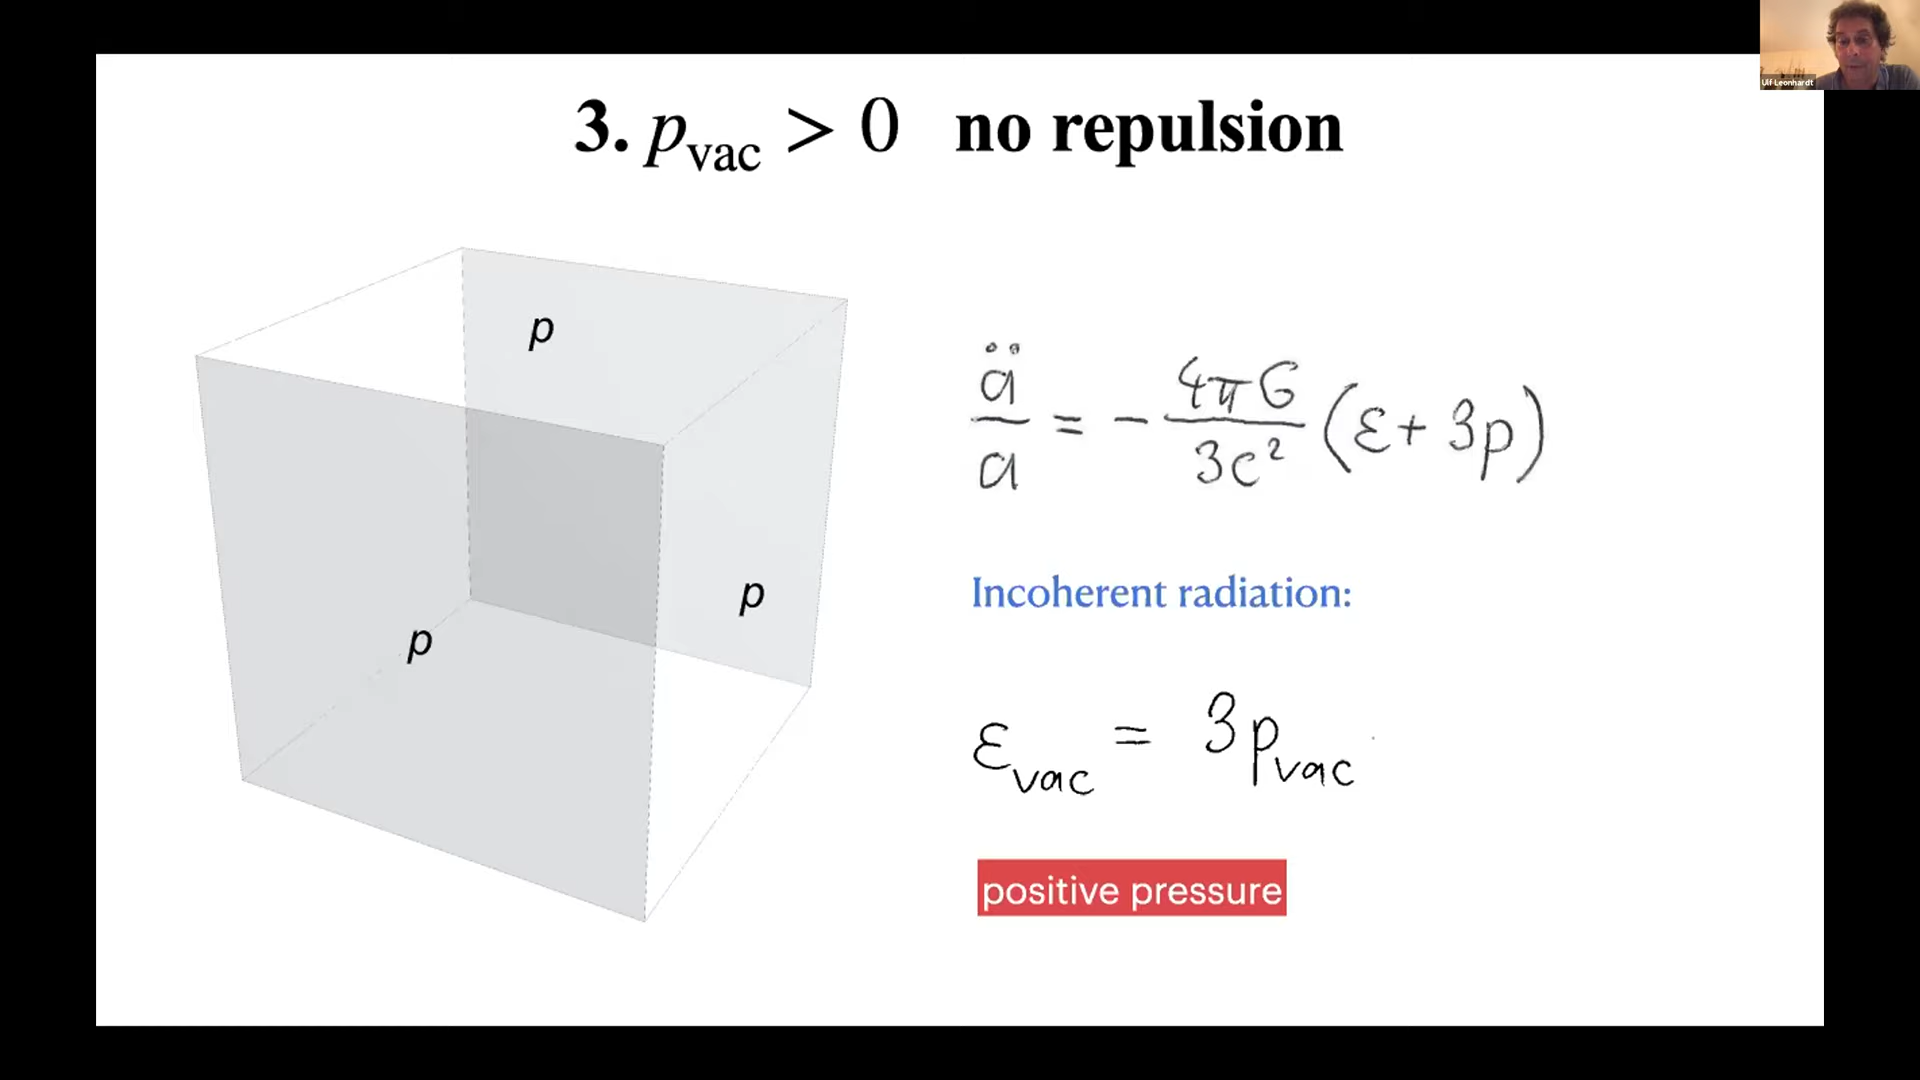 3. p_vac > 0 no repulsion
Ulf Leonhardt
p
p
p
ä/a = - 4πG/3c² (ε + 3p)
Incoherent radiation:
ε_vac = 3p_vac
positive pressure